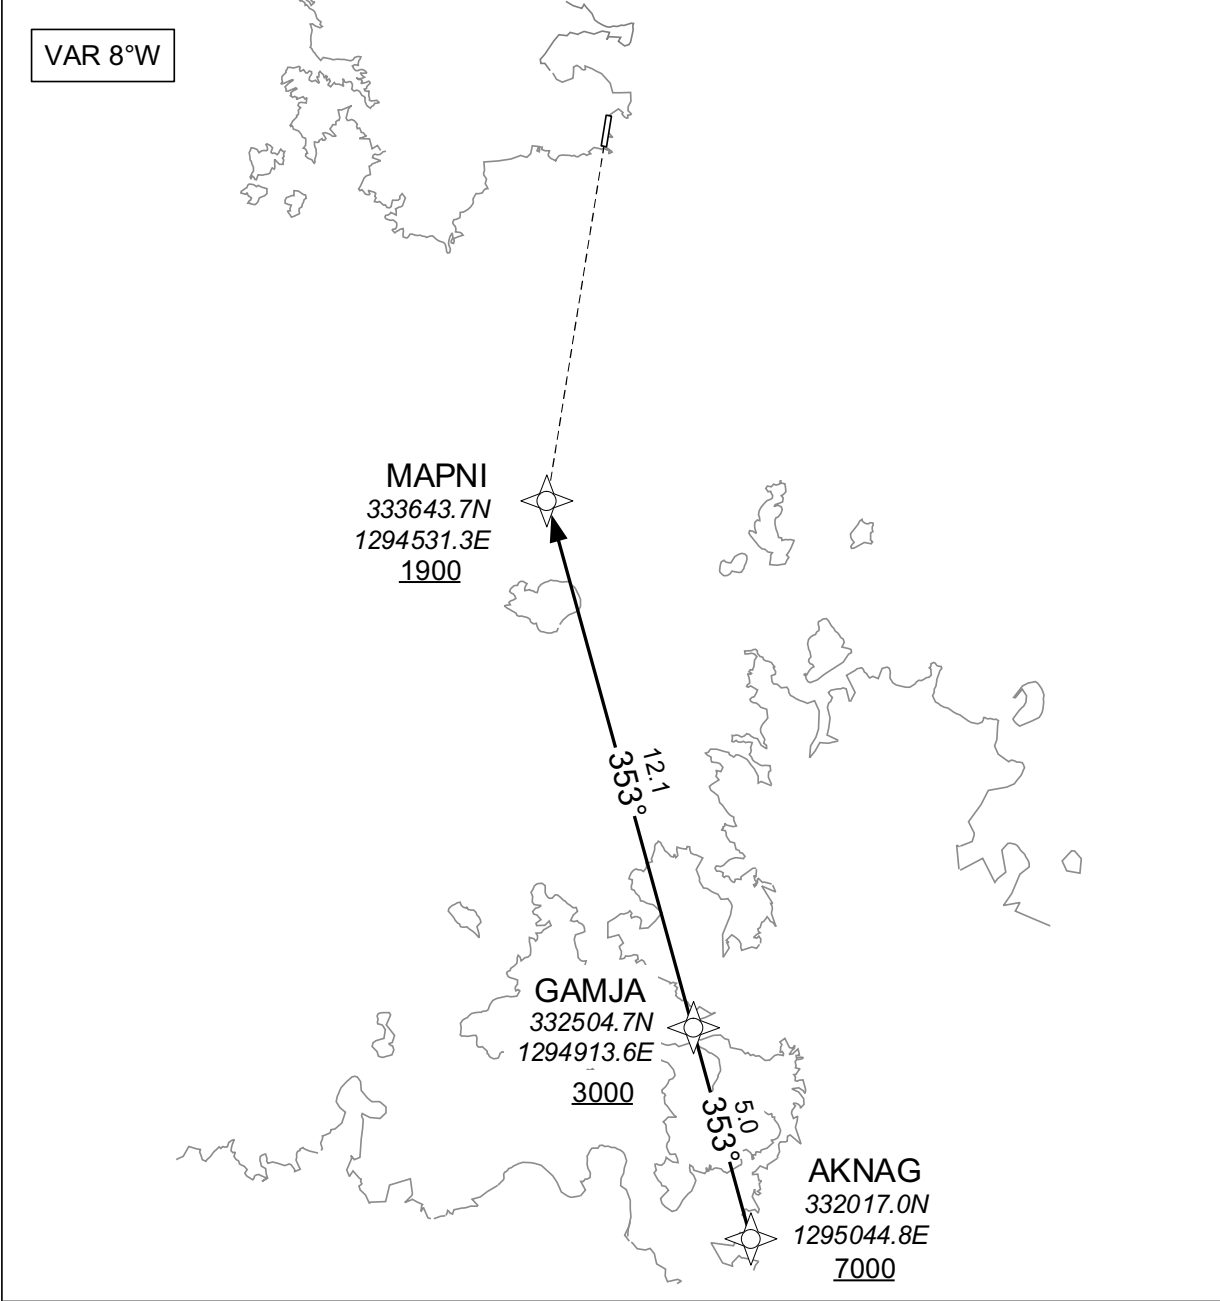 VAR 8°W
MAPNI
333643.7N
1294531.3E
1900
12.1
353°
GAMJA
332504.7N
1294913.6E
3000
5.0
353°
AKNAG
332017.0N
1295044.8E
7000